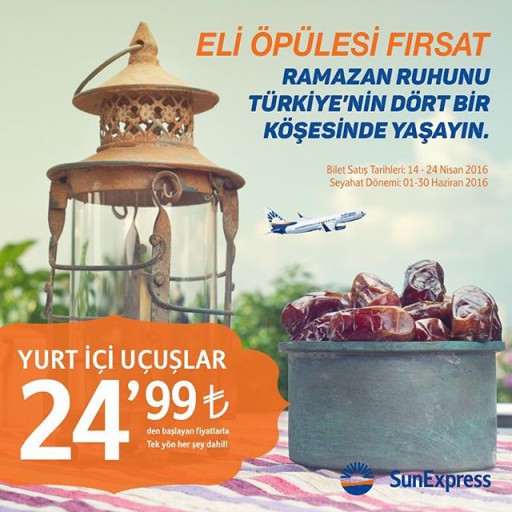 ELİ ÖPÜLESİ FIRSAT
RAMAZAN RUHUNU
TÜRKİYE'NİN DÖRT BİR
KÖŞESİNDE YAŞAYIN.
Bilet Satış Tarihleri: 14 - 24 Nisan 2016
Seyahat Dönemi: 01-30 Haziran 2016
YURT İÇİ UÇUŞLAR
24'99 ₺
den başlayan fiyatlarla
Tek yön her şey dahil!
SunExpress